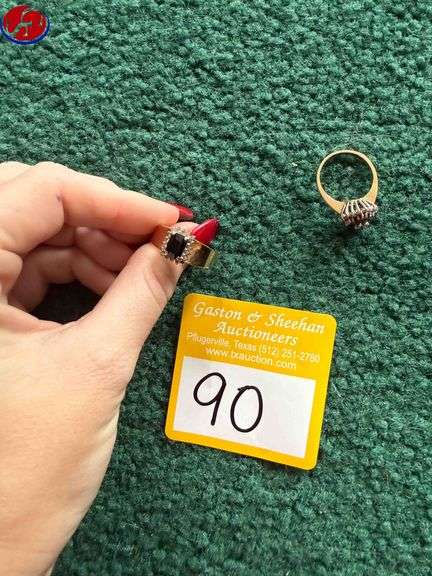 Gaston & Sheehan
Auctioneers
Pflugerville, Texas (512) 251-2780
www.txauction.com
90